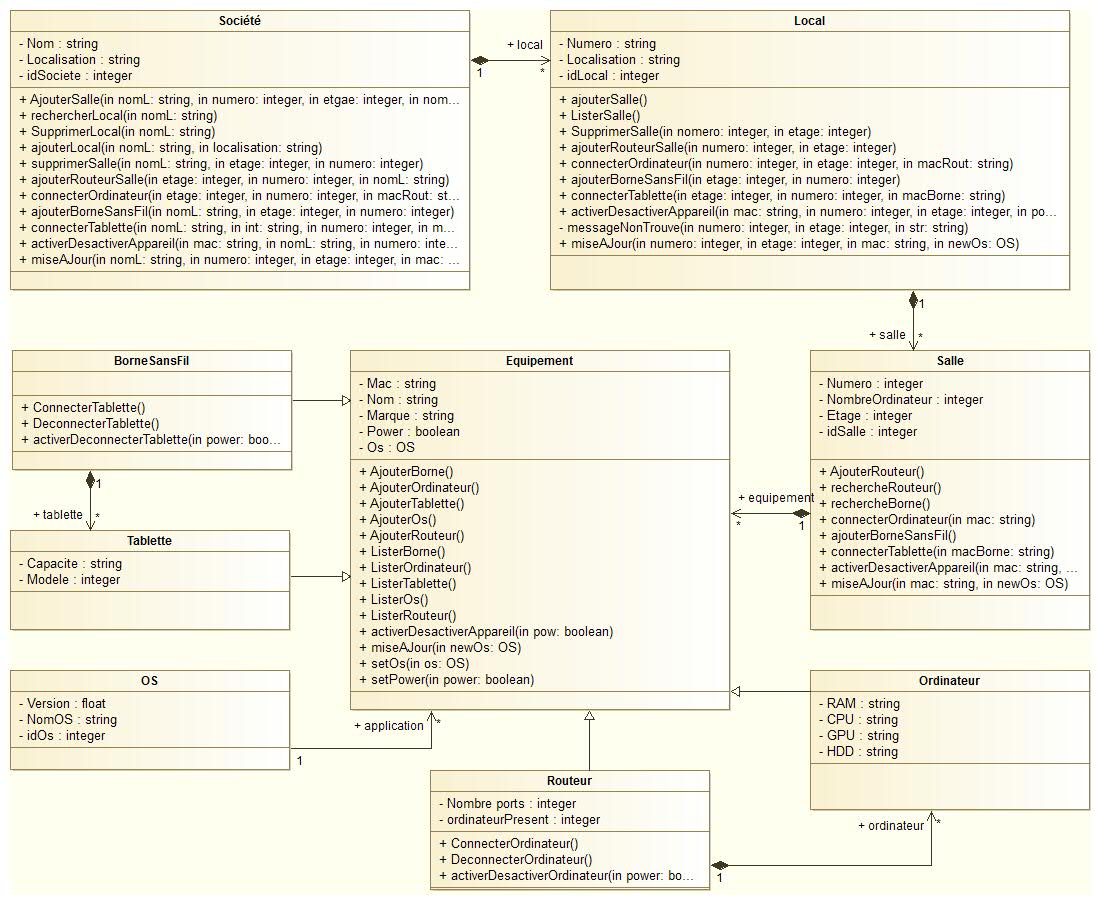 Société
- Nom : string
- Localisation : string
- idSociete : integer
+ AjouterSalle(in nomL: string, in numero: integer, in etgae: integer, in nom...
+ rechercherLocal(in nomL: string)
+ SupprimerLocal(in nomL: string)
+ ajouterLocal(in nomL: string, in localisation: string)
+ supprimerSalle(in nomL: string, in etage: integer, in numero: integer)
+ ajouterRouteurSalle(in etage: integer, in numero: integer, in nomL: string)
+ connecterOrdinateur(in etage: integer, in numero: integer, in macRout: st...
+ ajouterBorneSansFil(in nomL: string, in etage: integer, in numero: integer)
+ connecterTablette(in nomL: string, in int: string, in numero: integer, in m...
+ activerDesactiverAppareil(in mac: string, in nomL: string, in numero: inte...
+ miseAJour(in nomL: string, in numero: integer, in etage: integer, in mac: ...
+ local
1
*
Local
- Numero : string
- Localisation : string
- idLocal : integer
+ ajouterSalle()
+ ListerSalle()
+ SupprimerSalle(in nomero: integer, in etage: integer)
+ ajouterRouteurSalle(in numero: integer, in etage: integer)
+ connecterOrdinateur(in numero: integer, in etage: integer, in macRout: string)
+ ajouterBorneSansFil(in etage: integer, in numero: integer)
+ connecterTablette(in etage: integer, in numero: integer, in macBorne: string)
+ activerDesactiverAppareil(in mac: string, in numero: integer, in etage: integer, in po...
- messageNonTrouve(in numero: integer, in etage: integer, in str: string)
+ miseAJour(in numero: integer, in etage: integer, in mac: string, in newOs: OS)
1
+ salle
*
BorneSansFil
+ ConnecterTablette()
+ DeconnecterTablette()
+ activerDeconnecterTablette(in power: boo...
1
+ tablette
*
Tablette
- Capacite : string
- Modele : integer
Equipement
- Mac : string
- Nom : string
- Marque : string
- Power : boolean
- Os : OS
+ AjouterBorne()
+ AjouterOrdinateur()
+ AjouterTablette()
+ AjouterOs()
+ AjouterRouteur()
+ ListerBorne()
+ ListerOrdinateur()
+ ListerTablette()
+ ListerOs()
+ ListerRouteur()
+ activerDesactiverAppareil(in pow: boolean)
+ miseAJour(in newOs: OS)
+ setOs(in os: OS)
+ setPower(in power: boolean)
+ equipement
*
1
Salle
- Numero : integer
- NombreOrdinateur : integer
- Etage : integer
- idSalle : integer
+ AjouterRouteur()
+ rechercheRouteur()
+ rechercheBorne()
+ connecterOrdinateur(in mac: string)
+ ajouterBorneSansFil()
+ connecterTablette(in macBorne: string)
+ activerDesactiverAppareil(in mac: string, ...
+ miseAJour(in mac: string, in newOs: OS)
OS
- Version : float
- NomOS : string
- idOs : integer
+ application
*
1
Ordinateur
- RAM : string
- CPU : string
- GPU : string
- HDD : string
Routeur
- Nombre ports : integer
- ordinateurPresent : integer
+ ConnecterOrdinateur()
+ DeconnecterOrdinateur()
+ activerDesactiverOrdinateur(in power: bo...
+ ordinateur
*
1